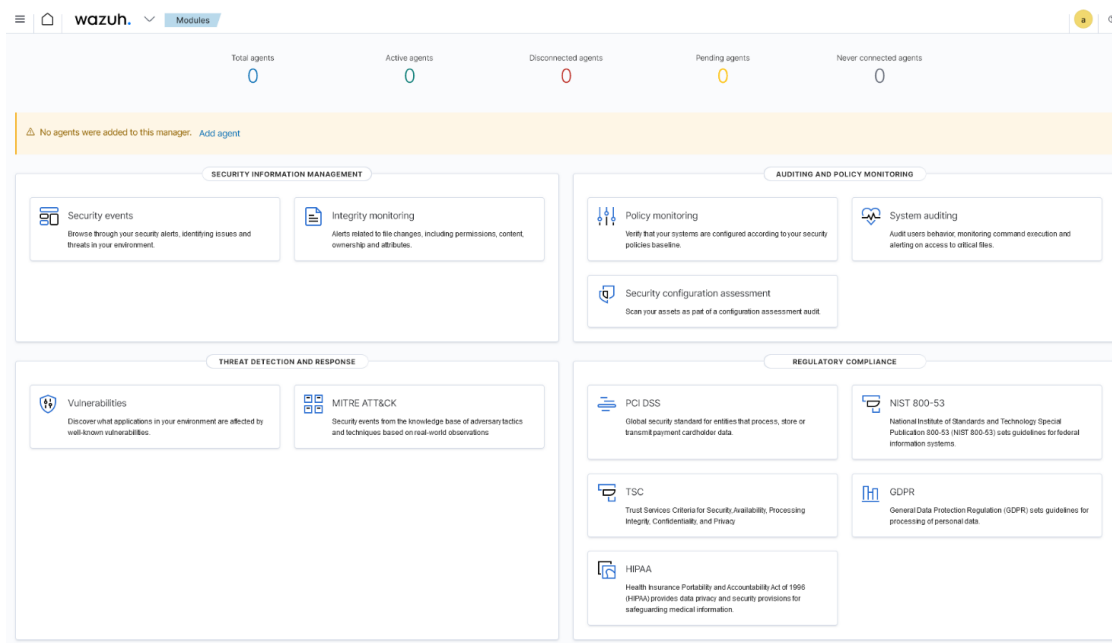 wazuh. Modules a
Total agents Active agents Disconnected agents Pending agents Never connected agents
0 0 0 0 0
No agents were added to this manager. Add agent
SECURITY INFORMATION MANAGEMENT
Security events
Browse through your security alerts, identifying issues and
threats in your environment.
Integrity monitoring
Alerts related to file changes, including permissions, content,
ownership and attributes.
AUDITING AND POLICY MONITORING
Policy monitoring
Verify that your systems are configured according to your security
policies baseline.
System auditing
Audit users behavior, monitoring command execution and
alerting on access to critical files.
Security configuration assessment
Scan your assets as part of a configuration assessment audit.
THREAT DETECTION AND RESPONSE
Vulnerabilities
Discover what applications in your environment are affected by
well-known vulnerabilities.
MITRE ATT&CK
Security events from the knowledge base of adversary tactics
and techniques based on real-world observations
REGULATORY COMPLIANCE
PCI DSS
Global security standard for entities that process, store or
transmit payment cardholder data.
NIST 800-53
National Institute of Standards and Technology Special
Publication 800-53 (NIST 800-53) sets guidelines for federal
information systems.
TSC
Trust Services Criteria for Security, Availability, Processing
Integrity, Confidentiality, and Privacy
GDPR
General Data Protection Regulation (GDPR) sets guidelines for
processing of personal data.
HIPAA
Health Insurance Portability and Accountability Act of 1996
(HIPAA) provides data privacy and security provisions for
safeguarding medical information.